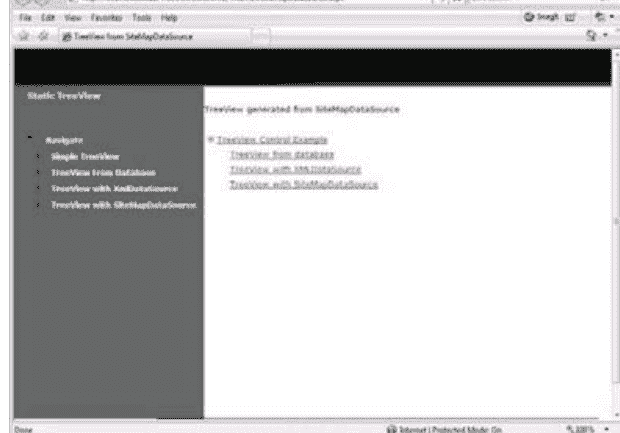 File Edit View Favorites Tools Help
SnagIt
TreeView from SiteMapDataSource
Static TreeView
TreeView generated from SiteMapDataSource
Navigate
Simple TreeView
TreeView from Database
TreeView with XmlDataSource
TreeView with SiteMapDataSource
TreeView Control Example
TreeView from database
TreeView with XMLDataSource
TreeView with SiteMapDataSource
Done
Internet | Protected Mode: On
100%